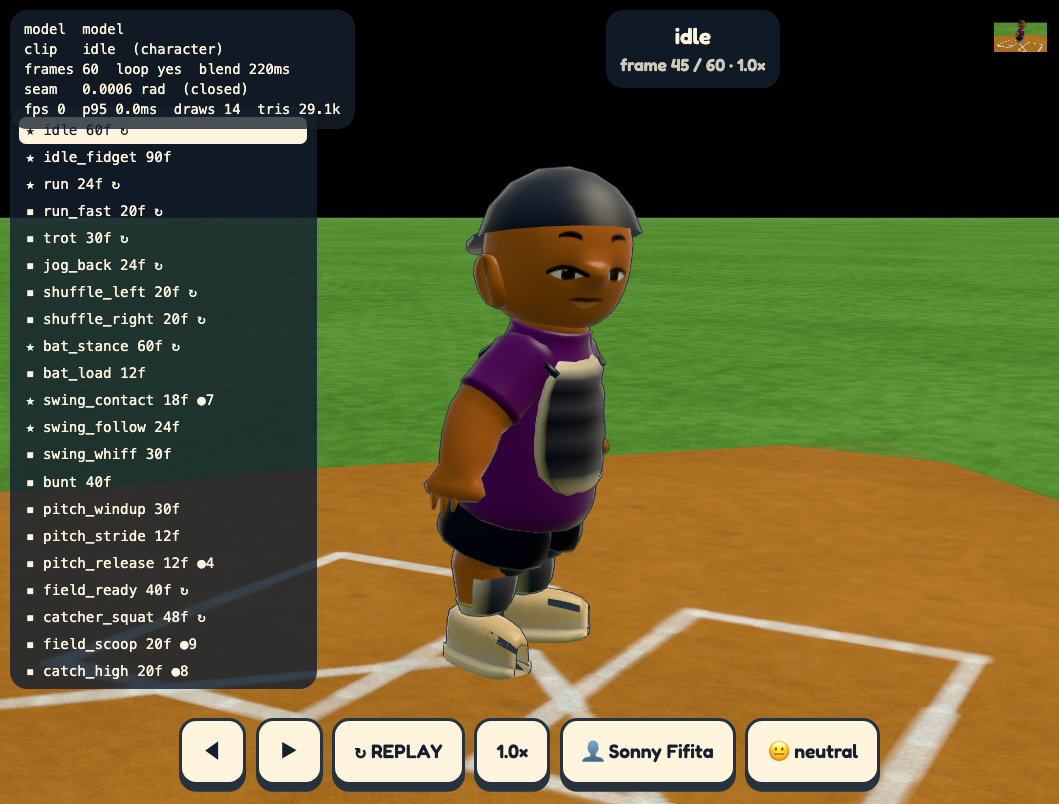 model model
clip idle (character)
frames 60 loop yes blend 220ms
seam 0.0006 rad (closed)
fps 0 p95 0.0ms draws 14 tris 29.1k
★ idle 60f ↻
★ idle_fidget 90f
★ run 24f ↻
▪ run_fast 20f ↻
▪ trot 30f ↻
▪ jog_back 24f ↻
▪ shuffle_left 20f ↻
▪ shuffle_right 20f ↻
★ bat_stance 60f ↻
▪ bat_load 12f
★ swing_contact 18f ●7
★ swing_follow 24f
▪ swing_whiff 30f
▪ bunt 40f
▪ pitch_windup 30f
▪ pitch_stride 12f
▪ pitch_release 12f ●4
▪ field_ready 40f ↻
▪ catcher_squat 48f ↻
▪ field_scoop 20f ●9
▪ catch_high 20f ●8
idle
frame 45 / 60 · 1.0×
◀ ▶ ↻ REPLAY 1.0× 👤 Sonny Fifita 😐 neutral